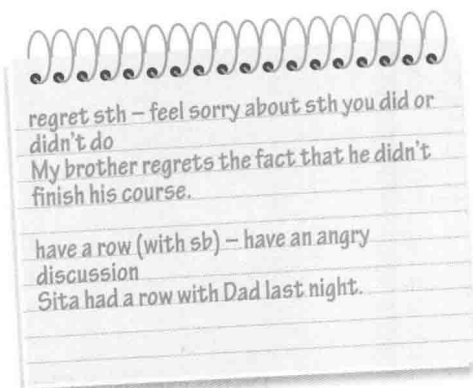 regret sth – feel sorry about sth you did or
didn't do
My brother regrets the fact that he didn't
finish his course.
have a row (with sb) – have an angry
discussion
Sita had a row with Dad last night.